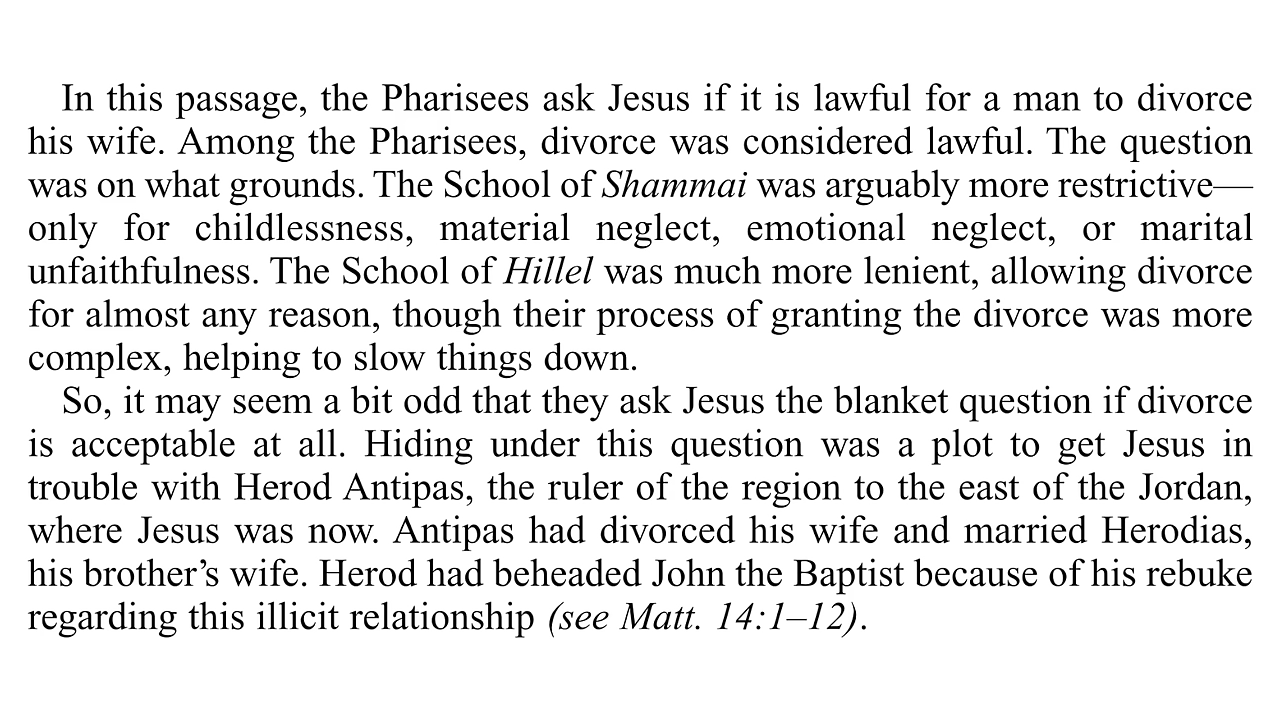 In this passage, the Pharisees ask Jesus if it is lawful for a man to divorce
his wife. Among the Pharisees, divorce was considered lawful. The question
was on what grounds. The School of Shammai was arguably more restrictive—
only for childlessness, material neglect, emotional neglect, or marital
unfaithfulness. The School of Hillel was much more lenient, allowing divorce
for almost any reason, though their process of granting the divorce was more
complex, helping to slow things down.
So, it may seem a bit odd that they ask Jesus the blanket question if divorce
is acceptable at all. Hiding under this question was a plot to get Jesus in
trouble with Herod Antipas, the ruler of the region to the east of the Jordan,
where Jesus was now. Antipas had divorced his wife and married Herodias,
his brother’s wife. Herod had beheaded John the Baptist because of his rebuke
regarding this illicit relationship (see Matt. 14:1–12).